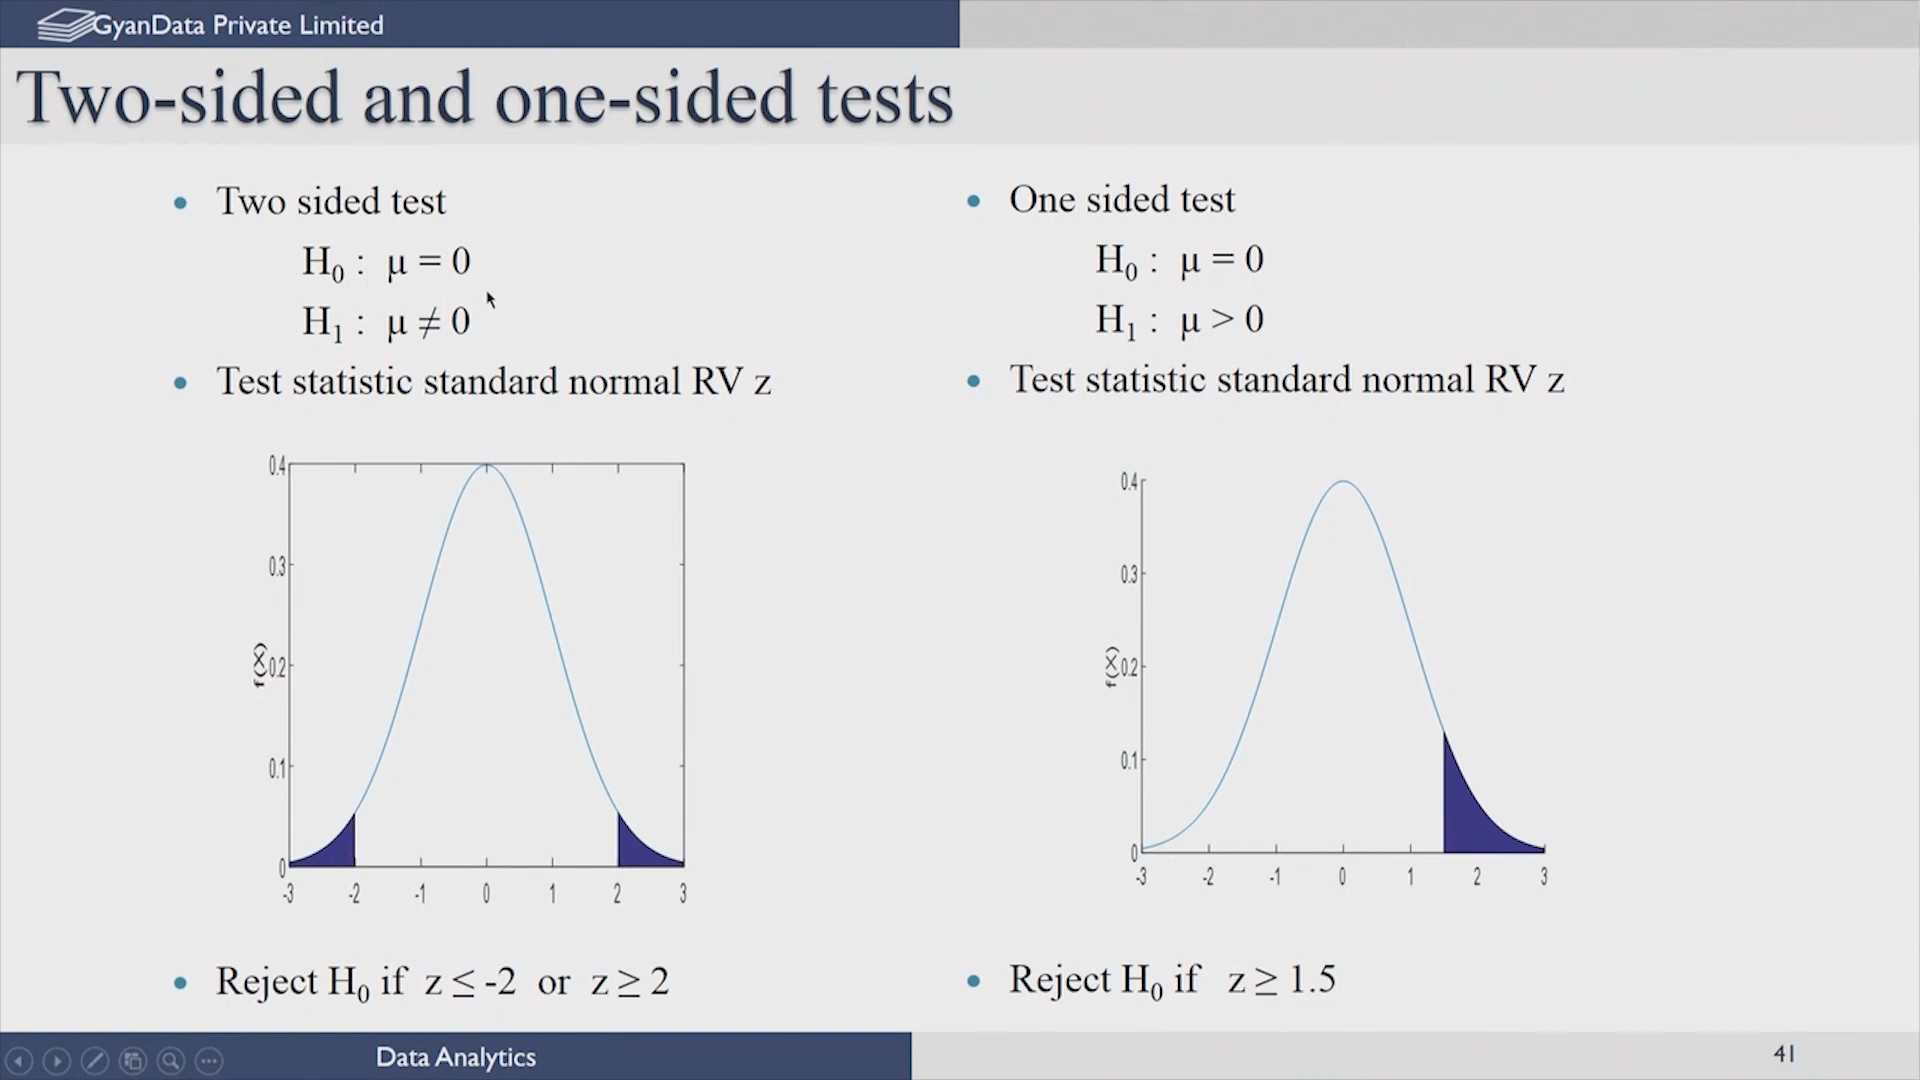 GyanData Private Limited
Two-sided and one-sided tests
• Two sided test
H₀ : μ = 0
H₁ : μ ≠ 0
• Test statistic standard normal RV z
0.4
0.3
0.2
0.1
0
f(x)
-3 -2 -1 0 1 2 3
• Reject H₀ if z ≤ -2 or z ≥ 2
• One sided test
H₀ : μ = 0
H₁ : μ > 0
• Test statistic standard normal RV z
0.4
0.3
0.2
0.1
0
f(x)
-3 -2 -1 0 1 2 3
• Reject H₀ if z ≥ 1.5
Data Analytics
41